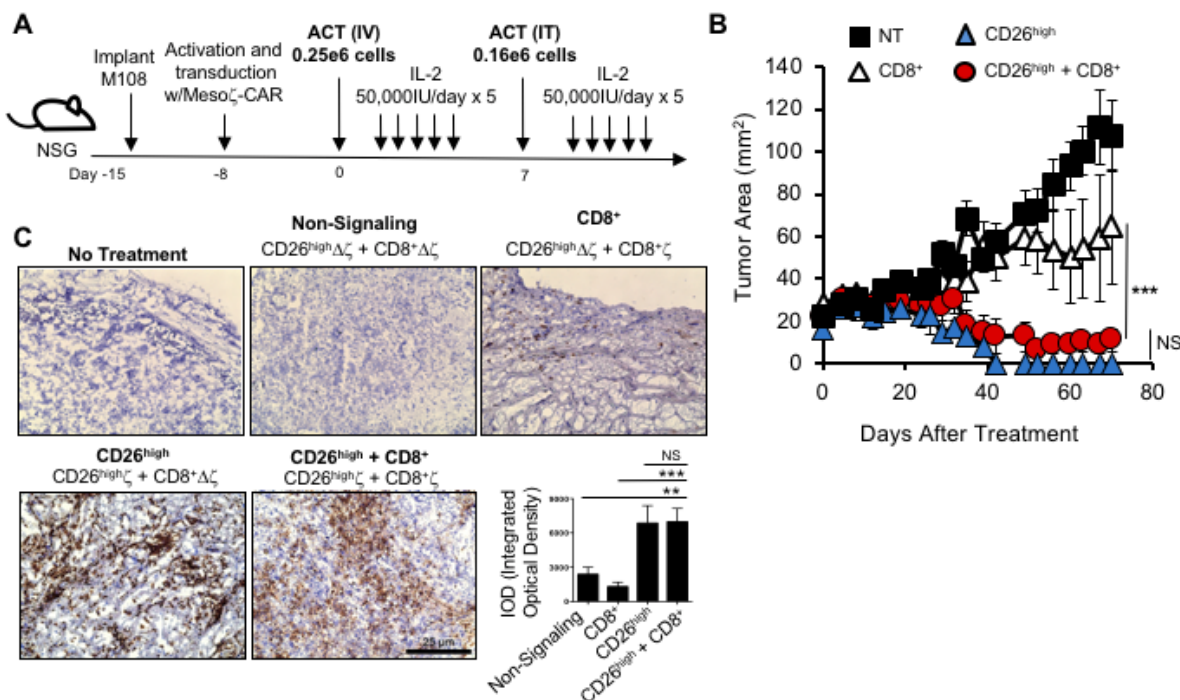 A
Implant
M108
Activation and
transduction
w/Mesoζ-CAR
ACT (IV)
0.25e6 cells
IL-2
50,000IU/day x 5
ACT (IT)
0.16e6 cells
IL-2
50,000IU/day x 5
NSG
Day -15
-8
0
7
B
NT
CD26high
CD8+
CD26high + CD8+
Tumor Area (mm2)
140
120
100
80
60
40
20
0
***
NS
0
20
40
60
80
Days After Treatment
C
No Treatment
Non-Signaling
CD26highΔζ + CD8+Δζ
CD8+
CD26highΔζ + CD8+ζ
CD26high
CD26highζ + CD8+Δζ
CD26high + CD8+
CD26highζ + CD8+ζ
25 μm
NS
***
**
IOD (Integrated
Optical Density)
9000
6000
3000
0
Non-Signaling
CD8+
CD26high
CD26high + CD8+